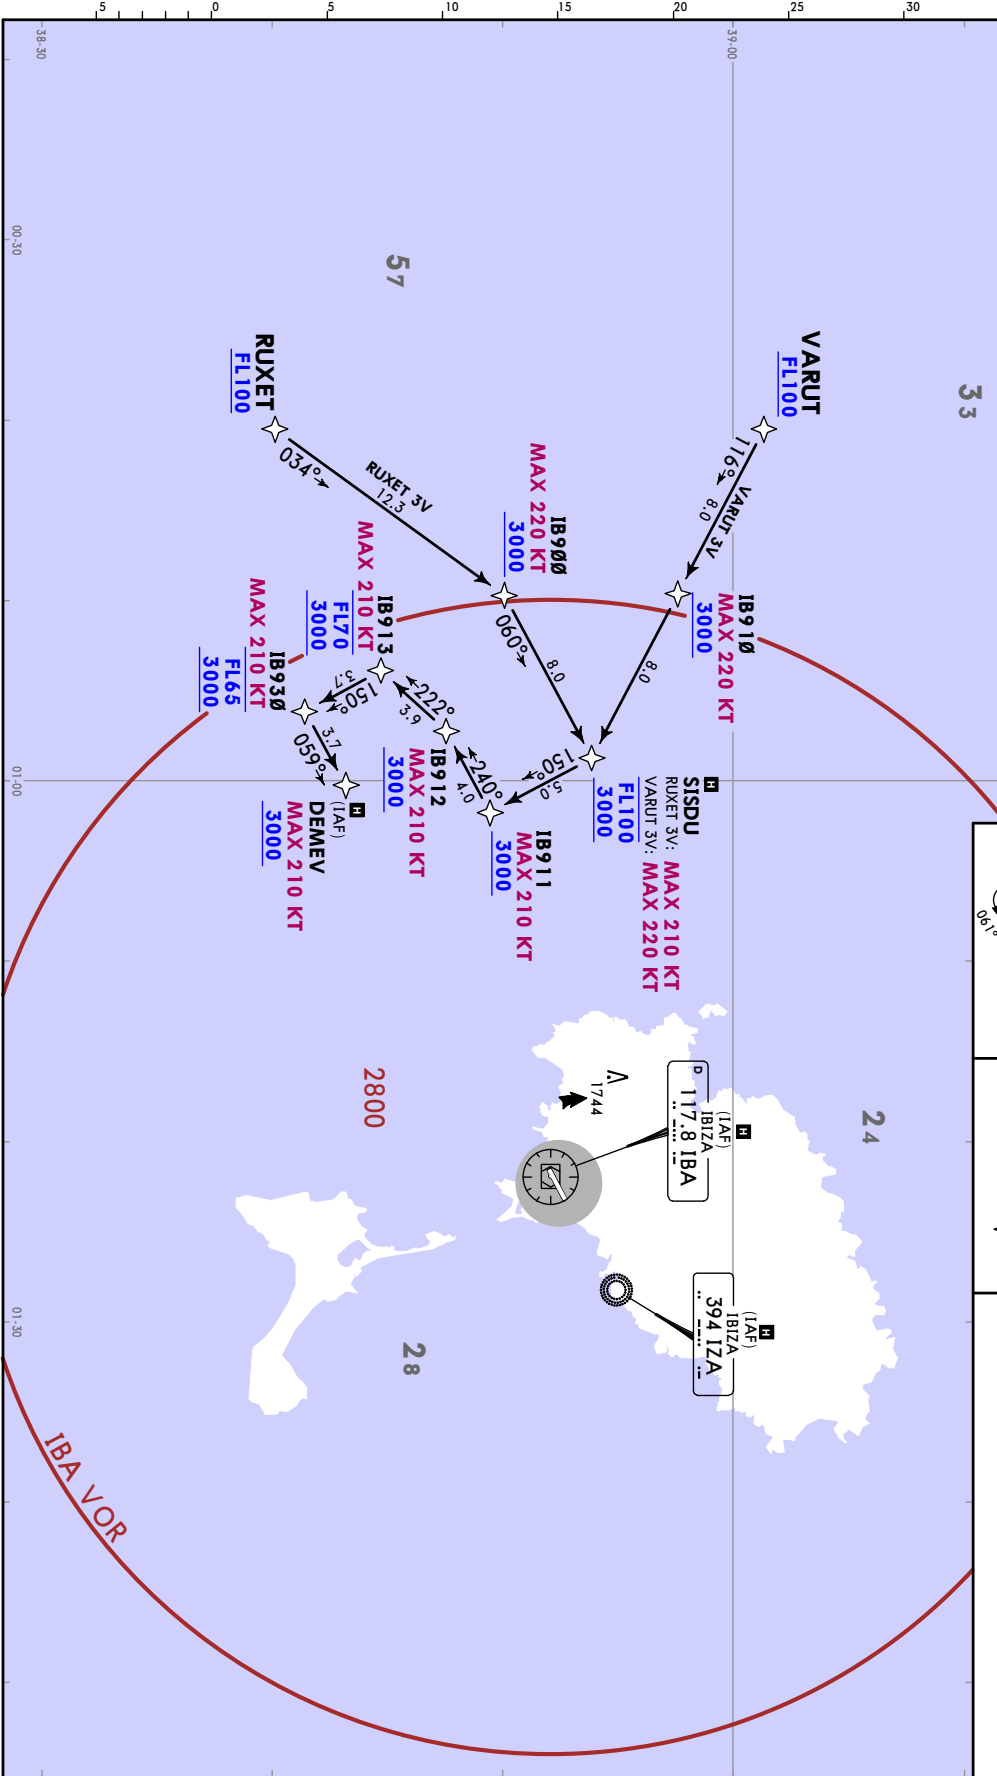 5
0
5
10
15
20
25
30
38-30
39-00
00-30
01-00
01-30
33
57
24
28
2800
VARUT
FL100
116°
VARUT 3V
8.0
RUXET
FL100
034°
RUXET 3V
12.3
IB9ØØ
MAX 220 KT
3000
060°
8.0
IB91Ø
MAX 220 KT
3000
8.0
H
SISDU
RUXET 3V: MAX 210 KT
VARUT 3V: MAX 220 KT
FL100
3000
150°
5.0
IB911
MAX 210 KT
3000
240°
4.0
IB912
MAX 210 KT
3000
222°
3.9
IB913
MAX 210 KT
FL70
3000
150°
3.7
IB93Ø
MAX 210 KT
FL65
3000
3.7
059°
H
(IAF)
DEMEV
MAX 210 KT
3000
H
(IAF)
IBIZA
D 117.8 IBA
1744
H
(IAF)
IBIZA
394 IZA
IBA VOR
061°